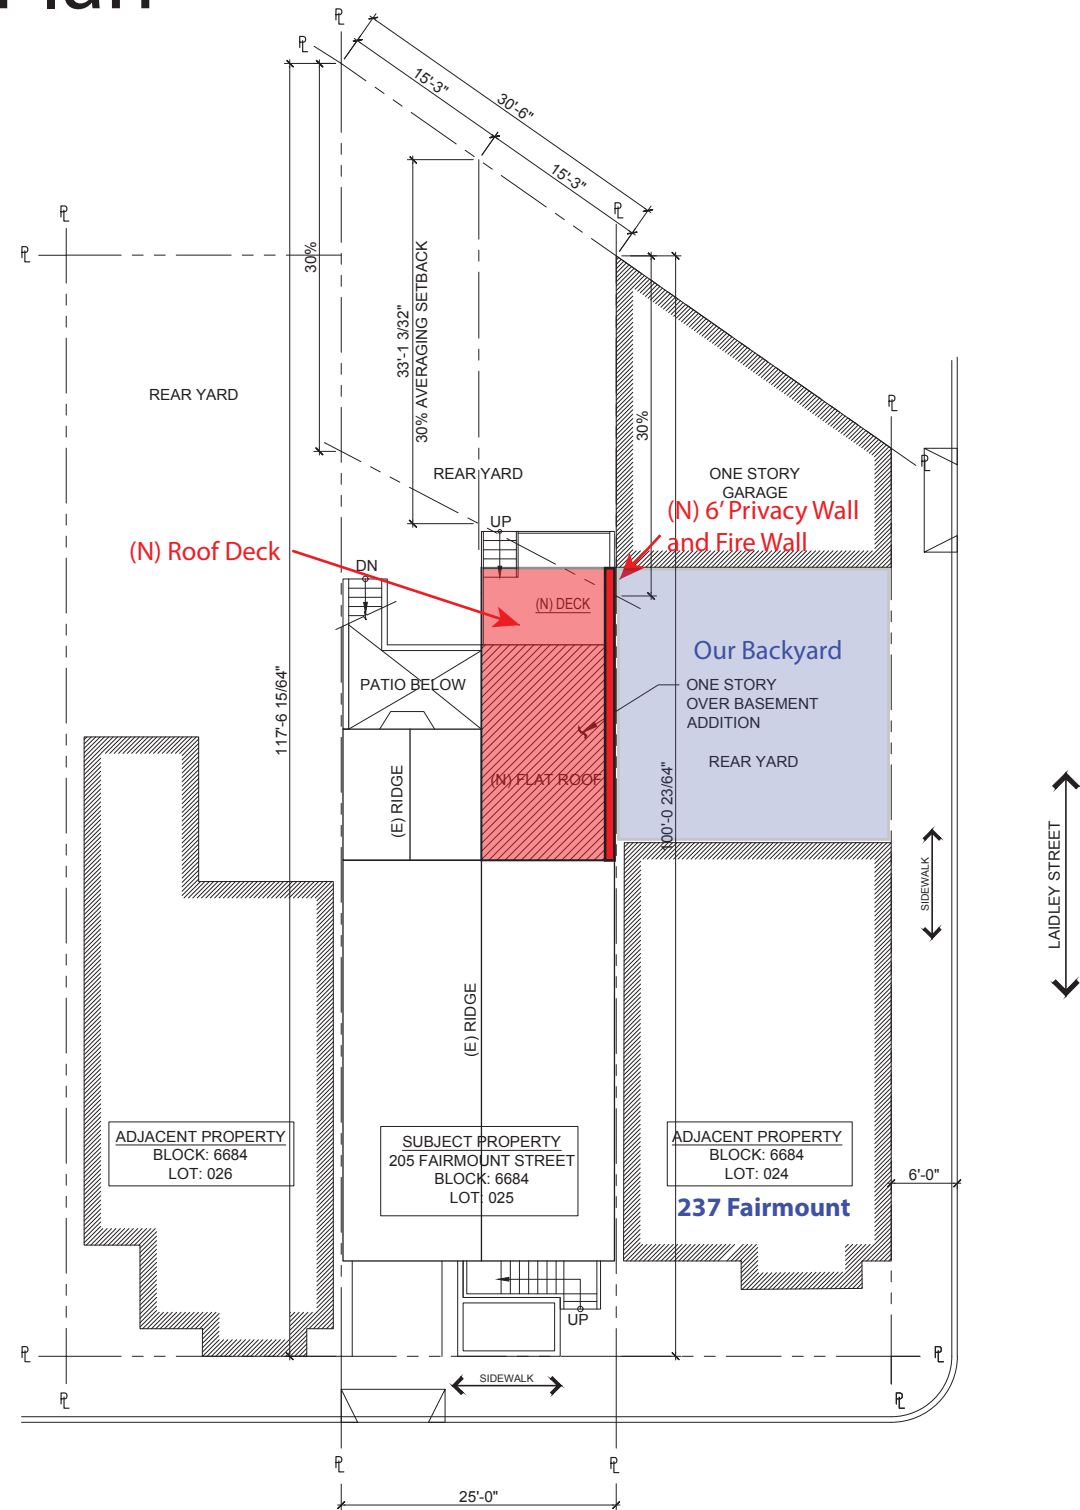 Plan
PL
PL
15'-3"
30'-6"
15'-3"
PL
PL
PL
30%
33'-1 3/32"
30% AVERAGING SETBACK
REAR YARD
30%
PL
REAR YARD
ONE STORY
GARAGE
PL
(N) 6' Privacy Wall
and Fire Wall
UP
(N) Roof Deck
DN
(N) DECK
Our Backyard
PATIO BELOW
ONE STORY
OVER BASEMENT
ADDITION
117'-6 15/64"
REAR YARD
(N) FLAT ROOF
(E) RIDGE
100'-0 23/64"
SIDEWALK
LAIDLEY STREET
(E) RIDGE
ADJACENT PROPERTY
BLOCK: 6684
LOT: 026
SUBJECT PROPERTY
205 FAIRMOUNT STREET
BLOCK: 6684
LOT: 025
ADJACENT PROPERTY
BLOCK: 6684
LOT: 024
6'-0"
237 Fairmount
UP
PL
PL
SIDEWALK
PL
PL
PL
PL
25'-0"